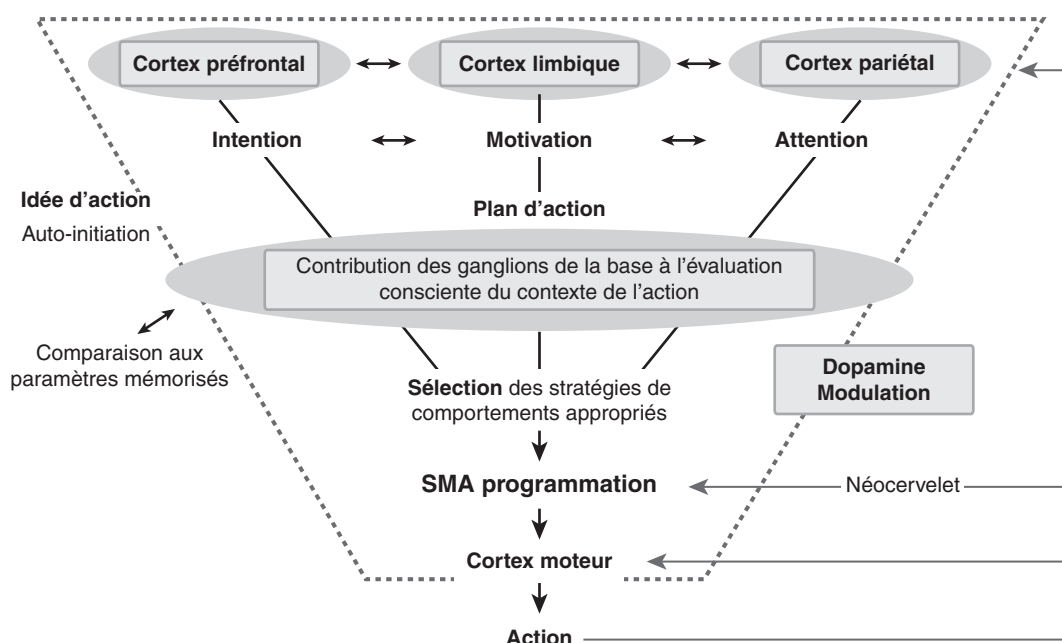 Cortex préfrontal
Cortex limbique
Cortex pariétal
Intention
Motivation
Attention
Idée d’action
Auto-initiation
Plan d’action
Contribution des ganglions de la base à l’évaluation
consciente du contexte de l’action
Comparaison aux
paramètres mémorisés
Dopamine
Modulation
Sélection des stratégies de
comportements appropriés
SMA programmation
Néocervelet
Cortex moteur
Action